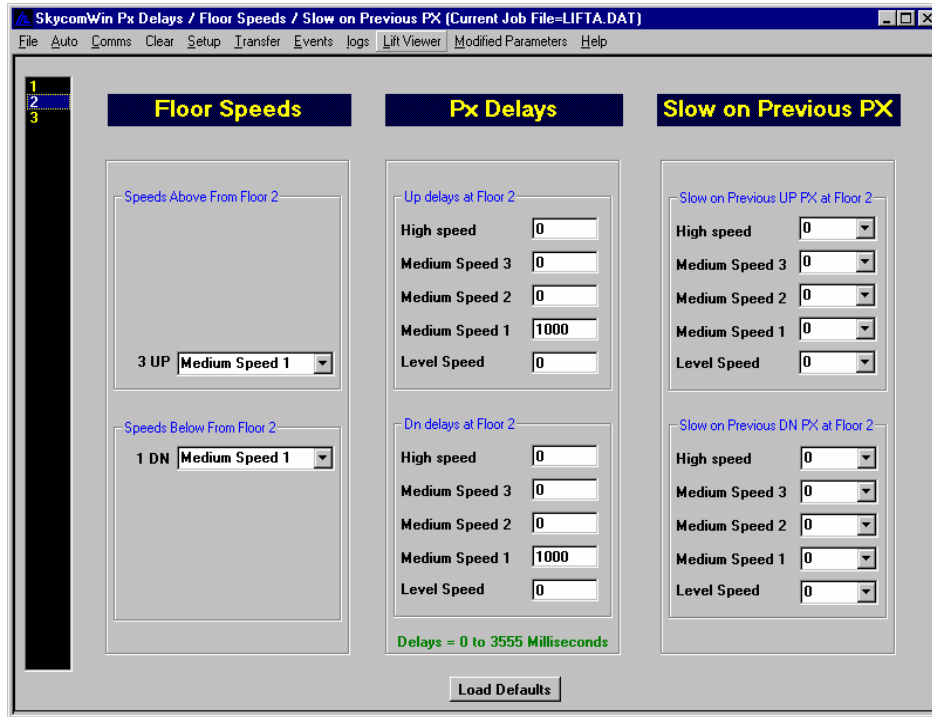 SkycomWin Px Delays / Floor Speeds / Slow on Previous PX (Current Job File=LIFTA.DAT)
File Auto Comms Clear Setup Transfer Events logs Lift Viewer Modified Parameters Help
1
2
3
Floor Speeds
Speeds Above From Floor 2
3 UP Medium Speed 1
Speeds Below From Floor 2
1 DN Medium Speed 1
Px Delays
Up delays at Floor 2
High speed 0
Medium Speed 3 0
Medium Speed 2 0
Medium Speed 1 1000
Level Speed 0
Dn delays at Floor 2
High speed 0
Medium Speed 3 0
Medium Speed 2 0
Medium Speed 1 1000
Level Speed 0
Delays = 0 to 3555 Milliseconds
Slow on Previous PX
Slow on Previous UP PX at Floor 2
High speed 0
Medium Speed 3 0
Medium Speed 2 0
Medium Speed 1 0
Level Speed 0
Slow on Previous DN PX at Floor 2
High speed 0
Medium Speed 3 0
Medium Speed 2 0
Medium Speed 1 0
Level Speed 0
Load Defaults